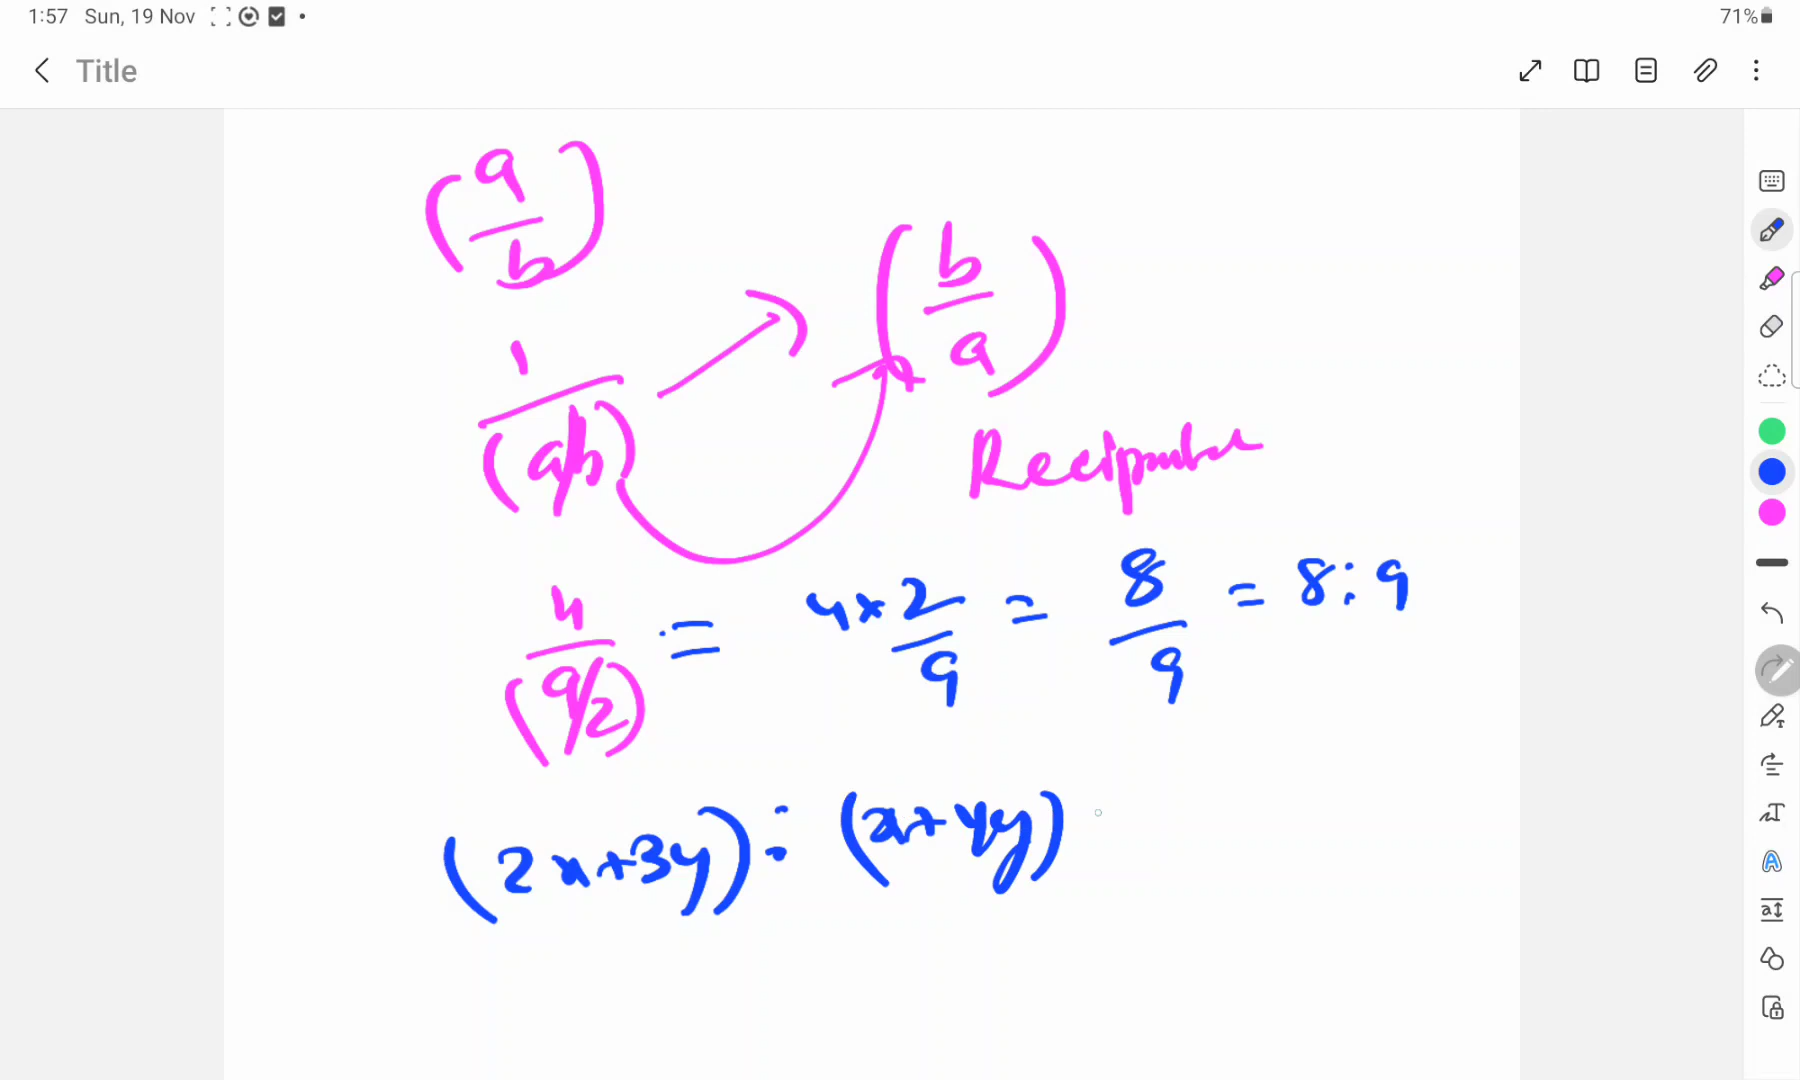 1:57 Sun, 19 Nov 71%
Title
(a/b)
1/(a/b) → (b/a)
4/(9/2) = 4 × 2/9 = 8/9 = 8:9
(2x+3y) : (x+4y)